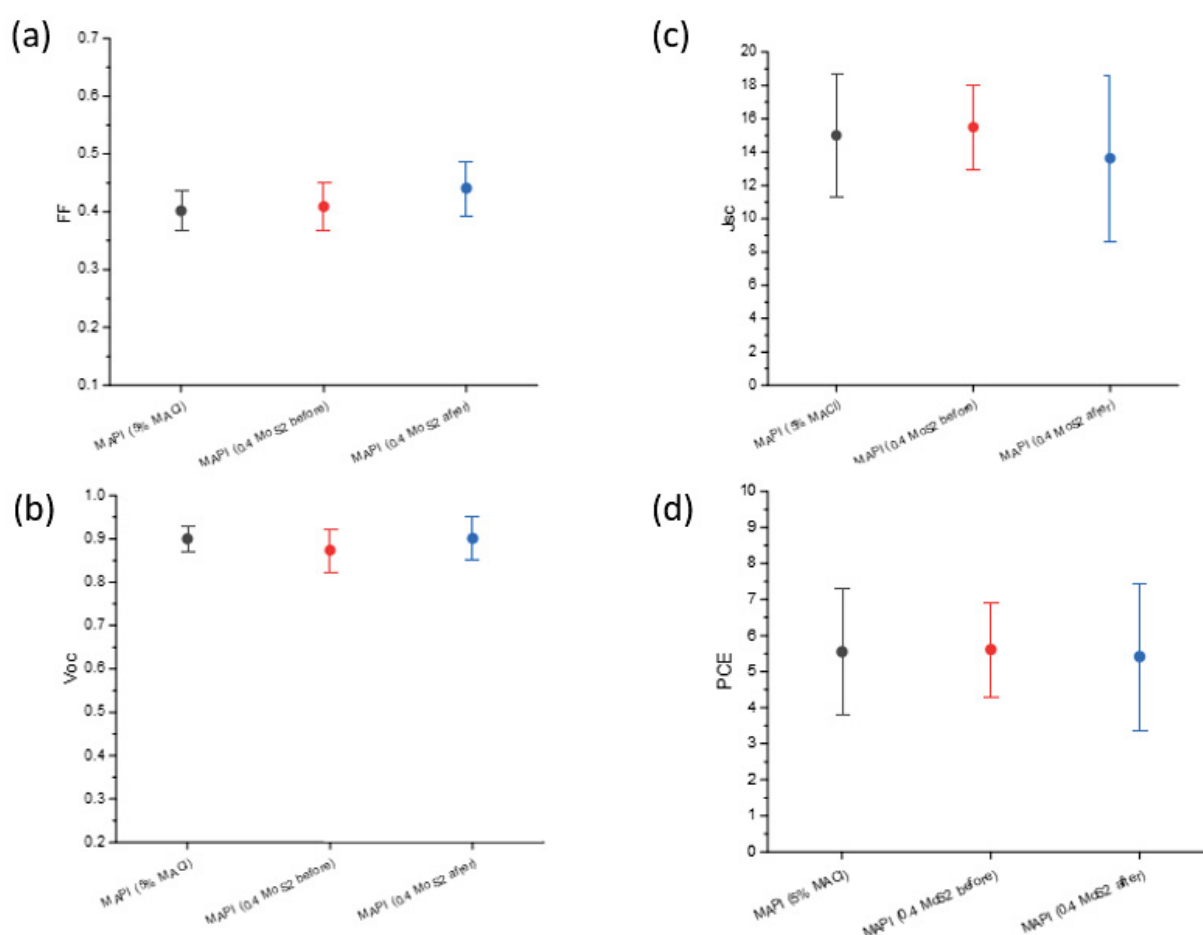 (a)
0.7
0.6
0.5
0.4
0.3
0.2
0.1
FF
MAPI (5% MACl)
MAPI (0.4 MoS2 before)
MAPI (0.4 MoS2 after)
(c)
20
18
16
14
12
10
8
6
4
2
0
Jsc
MAPI (5% MACl)
MAPI (0.4 MoS2 before)
MAPI (0.4 MoS2 after)
(b)
1.0
0.9
0.8
0.7
0.6
0.5
0.4
0.3
0.2
Voc
MAPI (5% MACl)
MAPI (0.4 MoS2 before)
MAPI (0.4 MoS2 after)
(d)
10
9
8
7
6
5
4
3
2
1
0
PCE
MAPI (5% MACl)
MAPI (0.4 MoS2 before)
MAPI (0.4 MoS2 after)